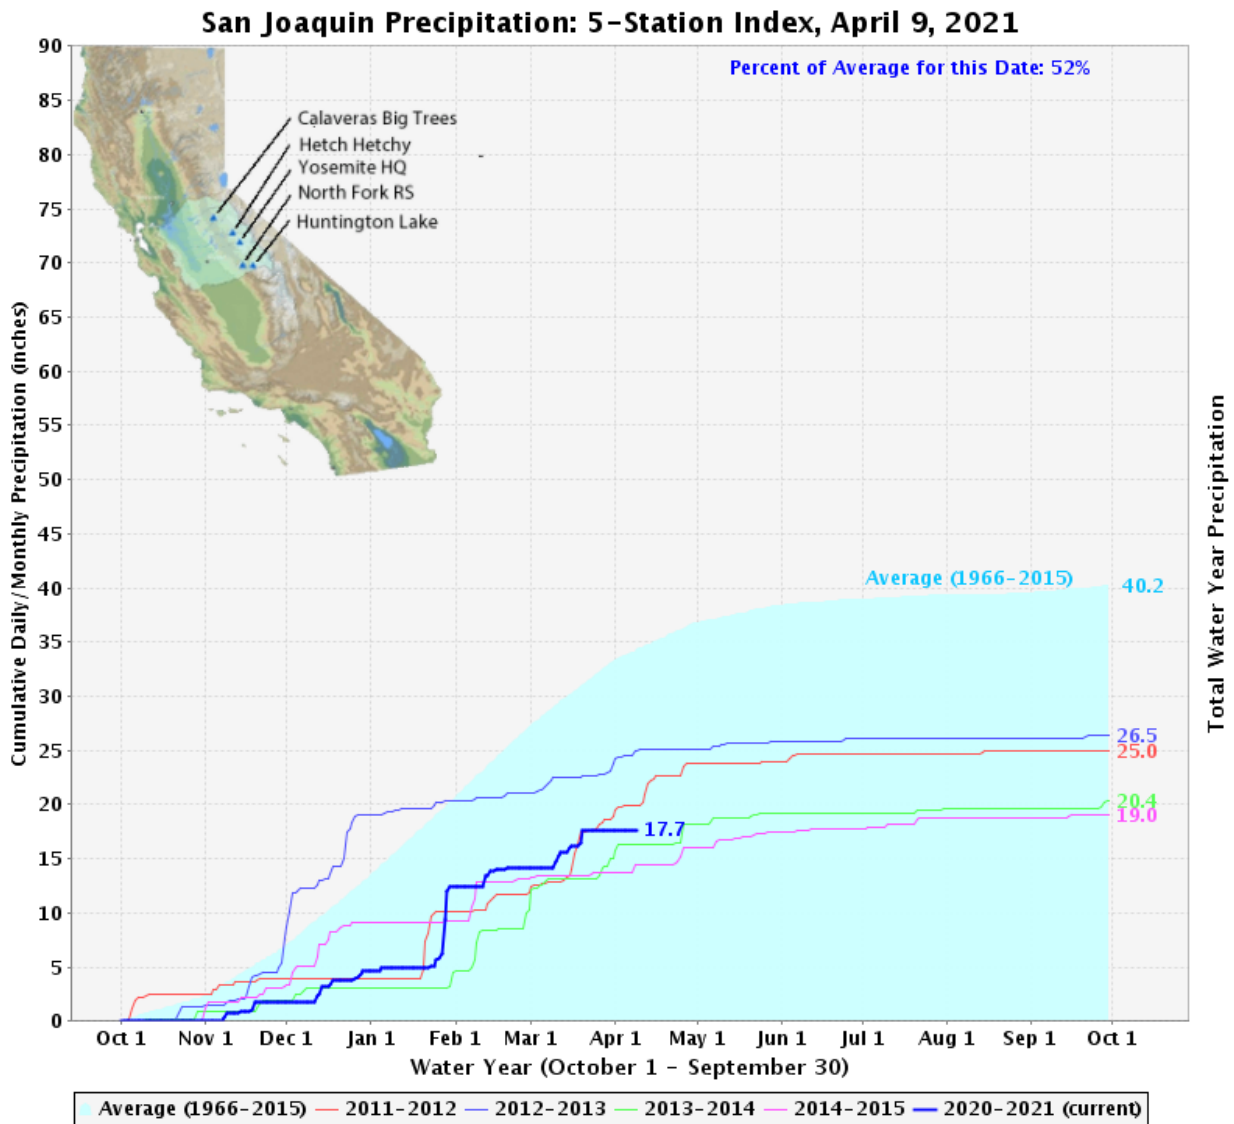 San Joaquin Precipitation: 5-Station Index, April 9, 2021
Percent of Average for this Date: 52%
Calaveras Big Trees
Hetch Hetchy
Yosemite HQ
North Fork RS
Huntington Lake
Cumulative Daily/Monthly Precipitation (inches)
90
85
80
75
70
65
60
55
50
45
40
35
30
25
20
15
10
5
0
Average (1966-2015)
40.2
26.5
25.0
20.4
19.0
17.7
Total Water Year Precipitation
Oct 1 Nov 1 Dec 1 Jan 1 Feb 1 Mar 1 Apr 1 May 1 Jun 1 Jul 1 Aug 1 Sep 1 Oct 1
Water Year (October 1 - September 30)
Average (1966-2015) 2011-2012 2012-2013 2013-2014 2014-2015 2020-2021 (current)